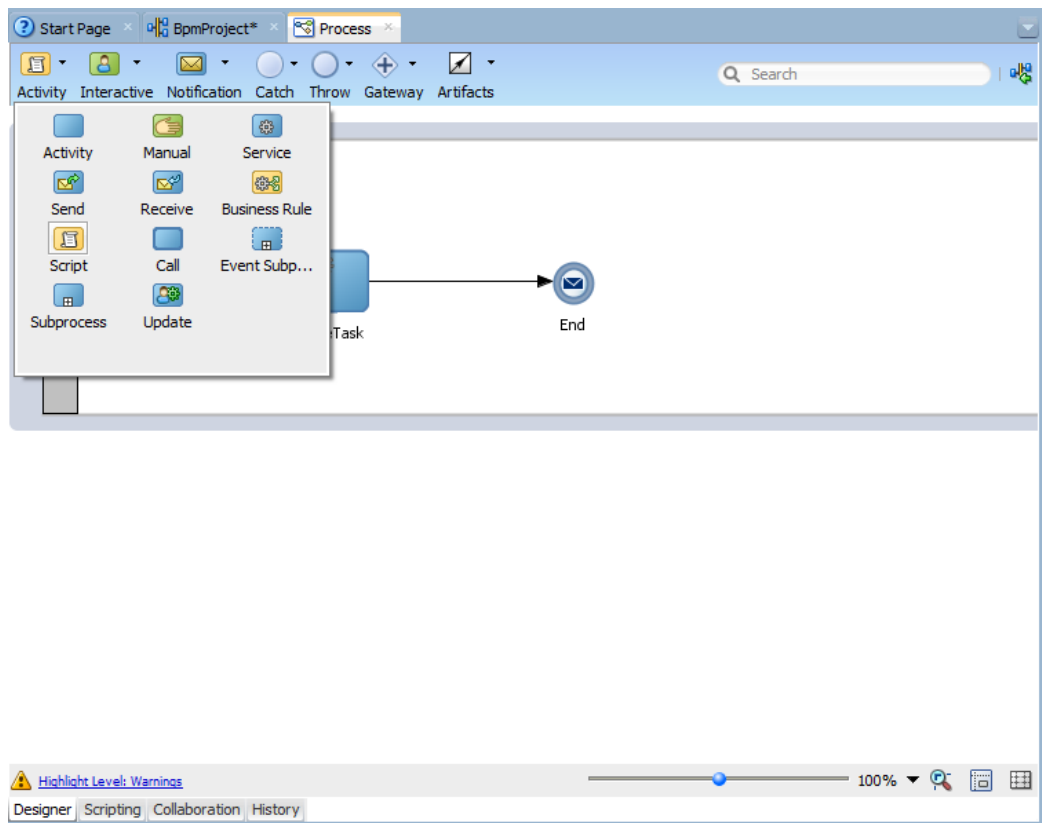 Start Page BpmProject* Process
Search
Activity Interactive Notification Catch Throw Gateway Artifacts
Activity Manual Service
Send Receive Business Rule
Script Call Event Subp...
Subprocess Update
Task End
Highlight Level: Warnings 100%
Designer Scripting Collaboration History